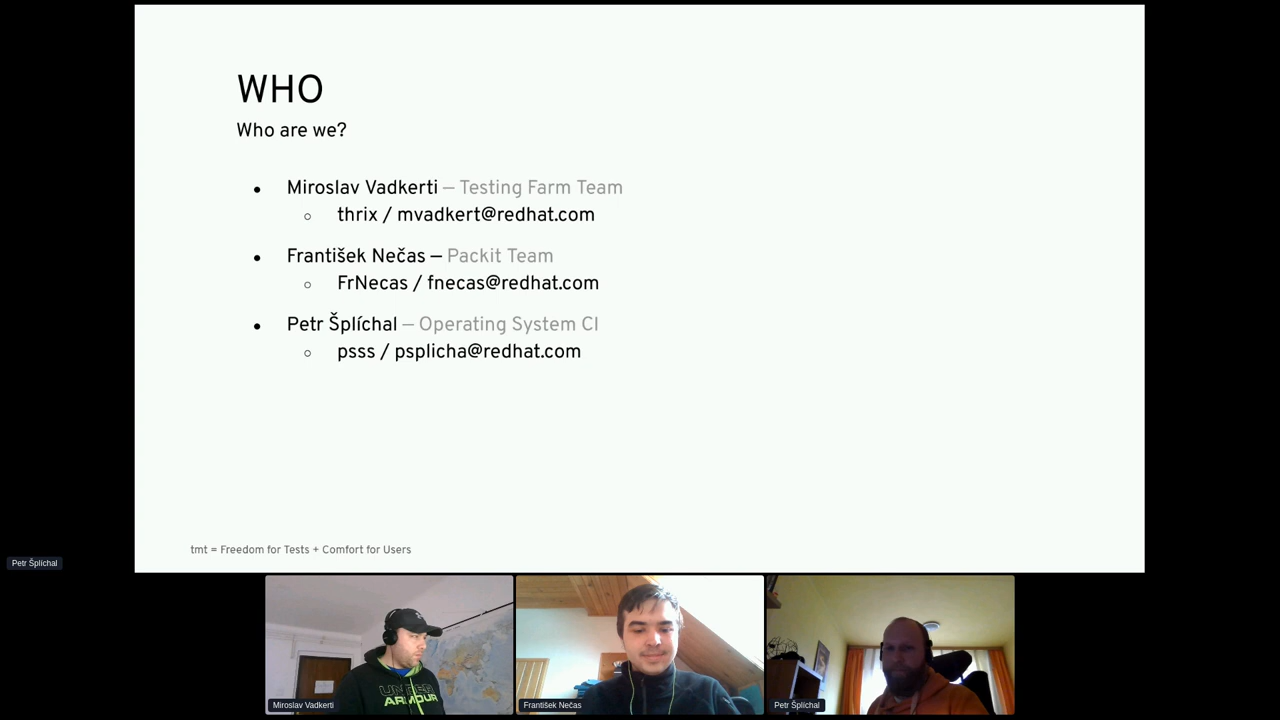 WHO
Who are we?
● Miroslav Vadkerti — Testing Farm Team
○ thrix / mvadkert@redhat.com
● František Nečas — Packit Team
○ FrNecas / fnecas@redhat.com
● Petr Šplíchal — Operating System CI
○ psss / psplicha@redhat.com
tmt = Freedom for Tests + Comfort for Users
Petr Šplíchal
UNDER
ARMOUR
Miroslav Vadkerti
František Nečas
Petr Šplíchal